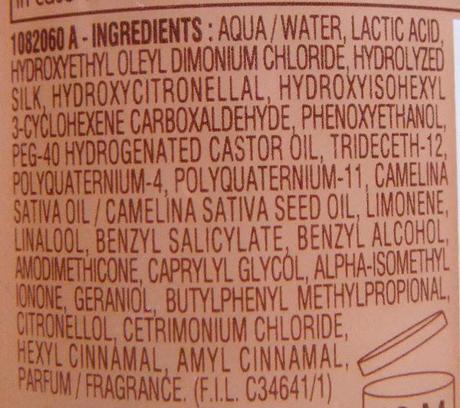 1082060 A - INGREDIENTS : AQUA / WATER, LACTIC ACID,
HYDROXYETHYL OLEYL DIMONIUM CHLORIDE, HYDROLYZED
SILK, HYDROXYCITRONELLAL, HYDROXYISOHEXYL
3-CYCLOHEXENE CARBOXALDEHYDE, PHENOXYETHANOL,
PEG-40 HYDROGENATED CASTOR OIL, TRIDECETH-12,
POLYQUATERNIUM-4, POLYQUATERNIUM-11, CAMELINA
SATIVA OIL / CAMELINA SATIVA SEED OIL, LIMONENE,
LINALOOL, BENZYL SALICYLATE, BENZYL ALCOHOL,
AMODIMETHICONE, CAPRYLYL GLYCOL, ALPHA-ISOMETHYL
IONONE, GERANIOL, BUTYLPHENYL METHYLPROPIONAL,
CITRONELLOL, CETRIMONIUM CHLORIDE,
HEXYL CINNAMAL, AMYL CINNAMAL,
PARFUM / FRAGRANCE. (F.I.L. C34641/1)